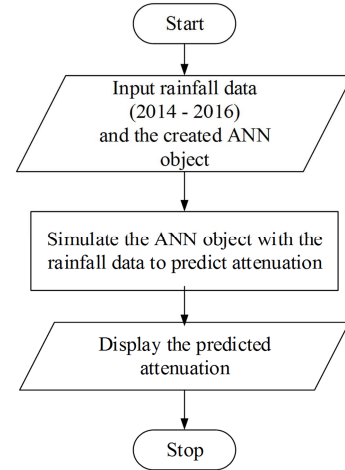 Start
Input rainfall data
(2014 - 2016)
and the created ANN
object
Simulate the ANN object with the
rainfall data to predict attenuation
Display the predicted
attenuation
Stop